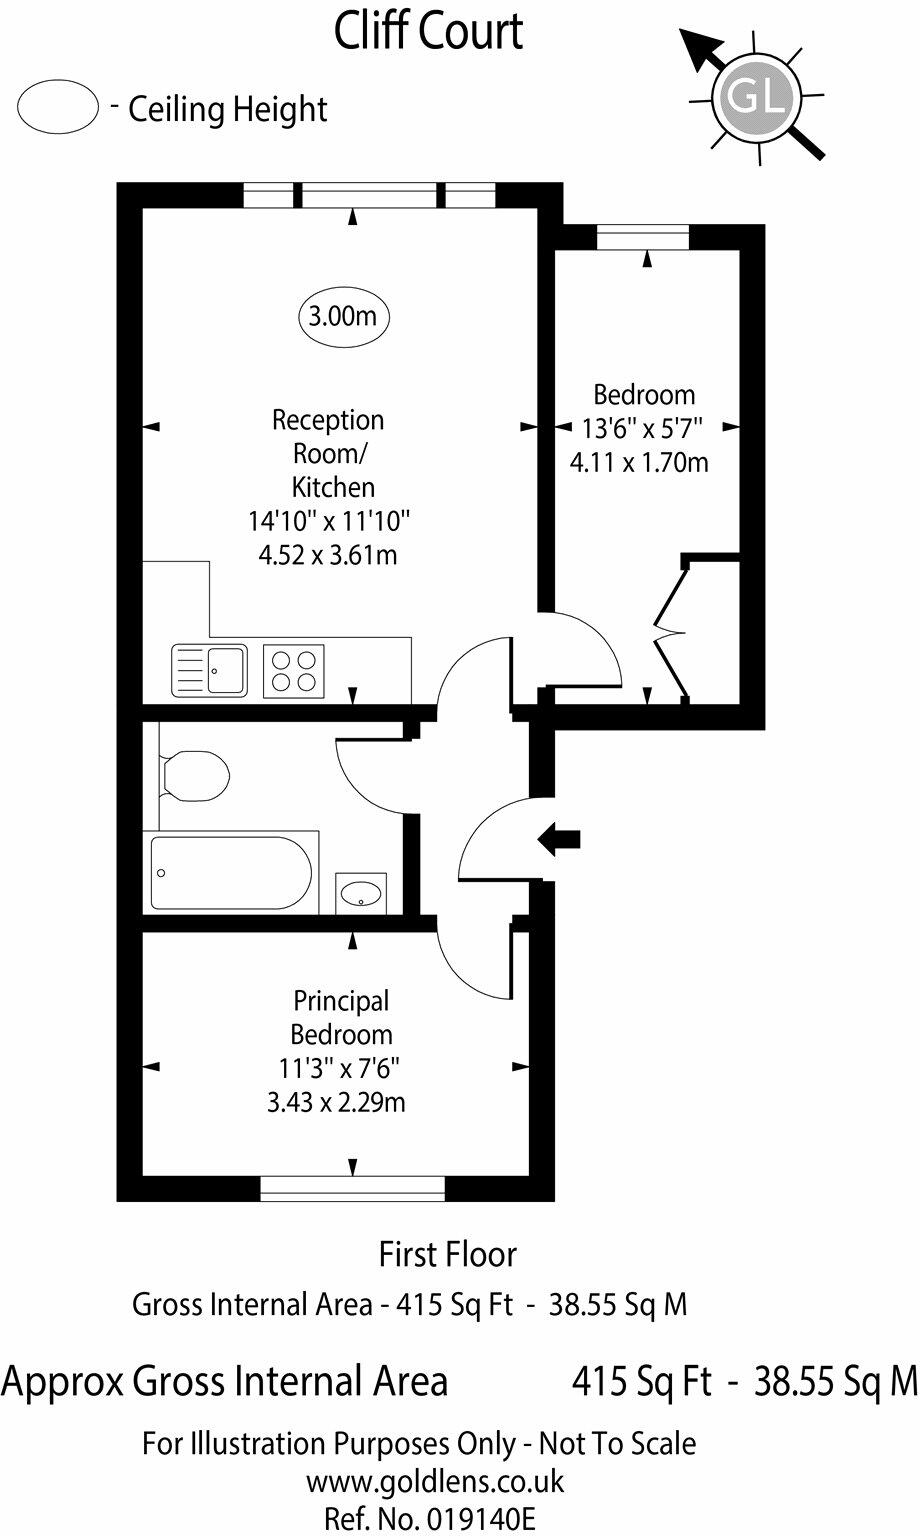 Cliff Court
GL
- Ceiling Height
3.00m
Bedroom
13'6" x 5'7"
4.11 x 1.70m
Reception
Room/
Kitchen
14'10" x 11'10"
4.52 x 3.61m
Principal
Bedroom
11'3" x 7'6"
3.43 x 2.29m
First Floor
Gross Internal Area - 415 Sq Ft - 38.55 Sq M
Approx Gross Internal Area 415 Sq Ft - 38.55 Sq M
For Illustration Purposes Only - Not To Scale
www.goldlens.co.uk
Ref. No. 019140E